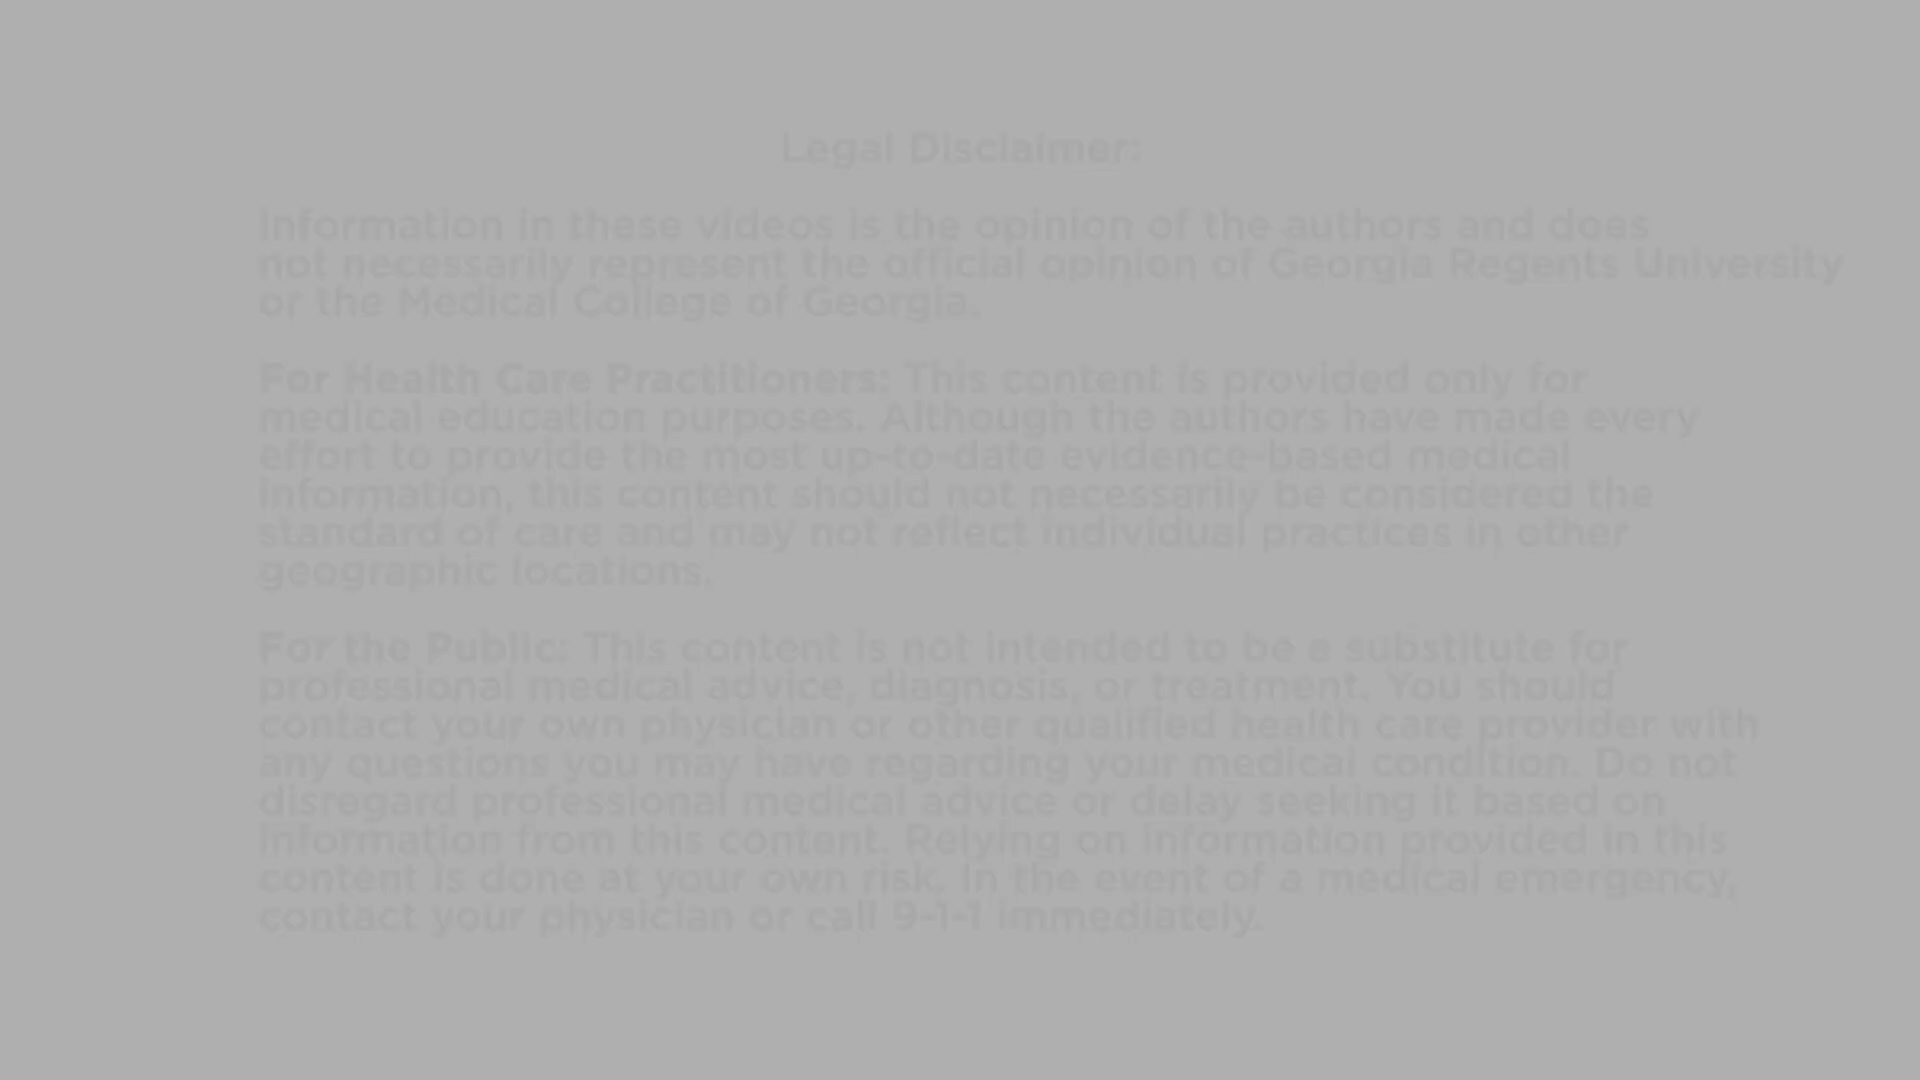 Legal Disclaimer:
Information in these videos is the opinion of the authors and does
not necessarily represent the official opinion of Georgia Regents University
or the Medical College of Georgia.
For Health Care Practitioners: This content is provided only for
medical education purposes. Although the authors have made every
effort to provide the most up-to-date evidence-based medical
information, this content should not necessarily be considered the
standard of care and may not reflect individual practices in other
geographic locations.
For the Public: This content is not intended to be a substitute for
professional medical advice, diagnosis, or treatment. You should
contact your own physician or other qualified health care provider with
any questions you may have regarding your medical condition. Do not
disregard professional medical advice or delay seeking it based on
information from this content. Relying on information provided in this
content is done at your own risk. In the event of a medical emergency,
contact your physician or call 9-1-1 immediately.